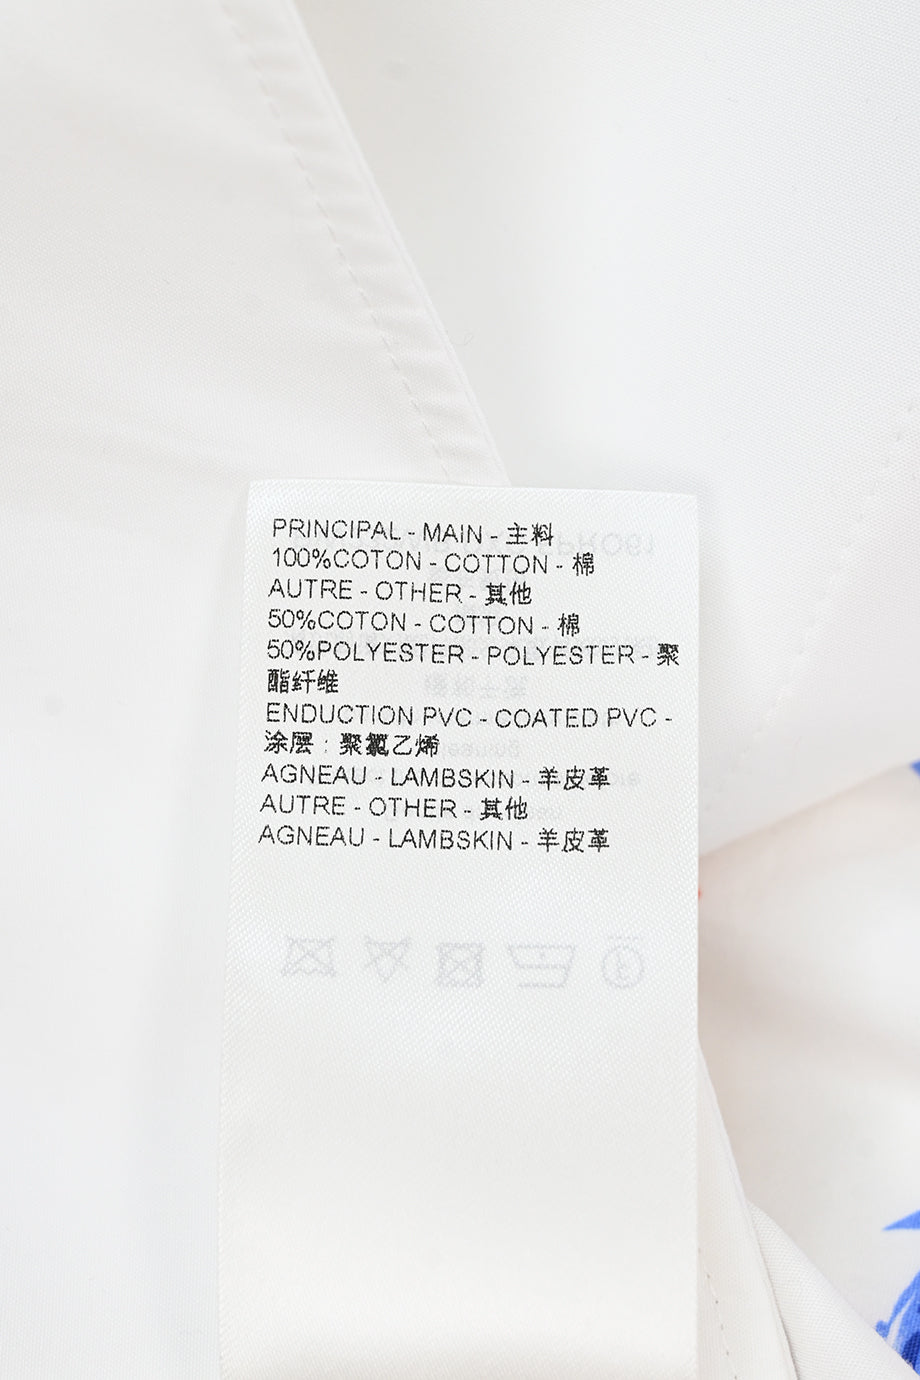 PRINCIPAL - MAIN - 主料
100%COTON - COTTON - 棉
AUTRE - OTHER - 其他
50%COTON - COTTON - 棉
50%POLYESTER - POLYESTER - 聚
酯纤维
ENDUCTION PVC - COATED PVC -
涂层 : 聚氯乙烯
AGNEAU - LAMBSKIN - 羊皮革
AUTRE - OTHER - 其他
AGNEAU - LAMBSKIN - 羊皮革